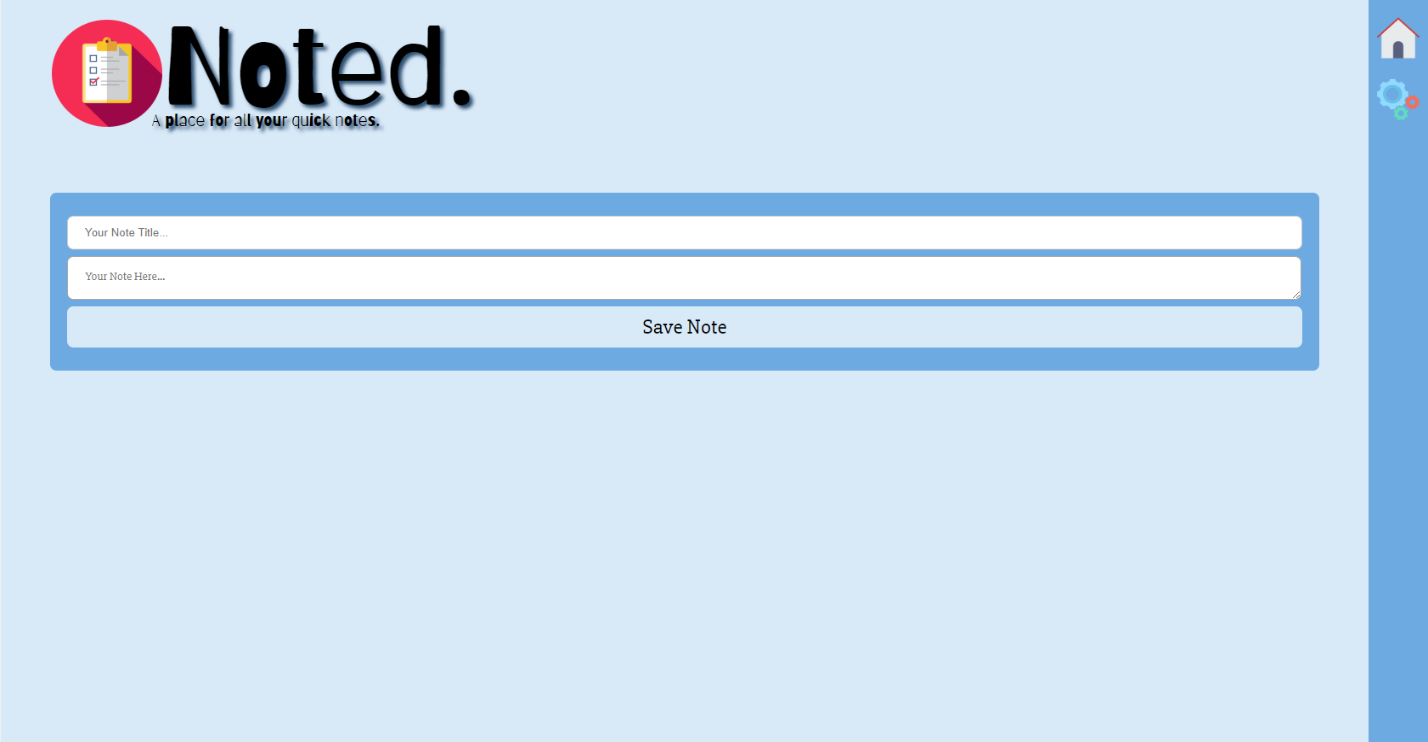 Noted.
A place for all your quick notes.
Your Note Title...
Your Note Here...
Save Note